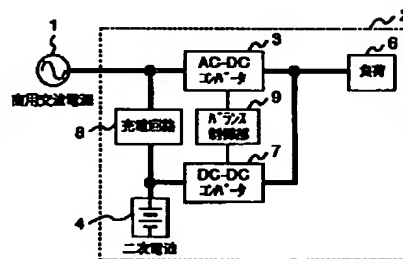 1
2
3
6
AC-DC
コンバータ
負荷
商用交流電源
8
9
充電回路
バランス
制御部
7
DC-DC
コンバータ
4
二次電池